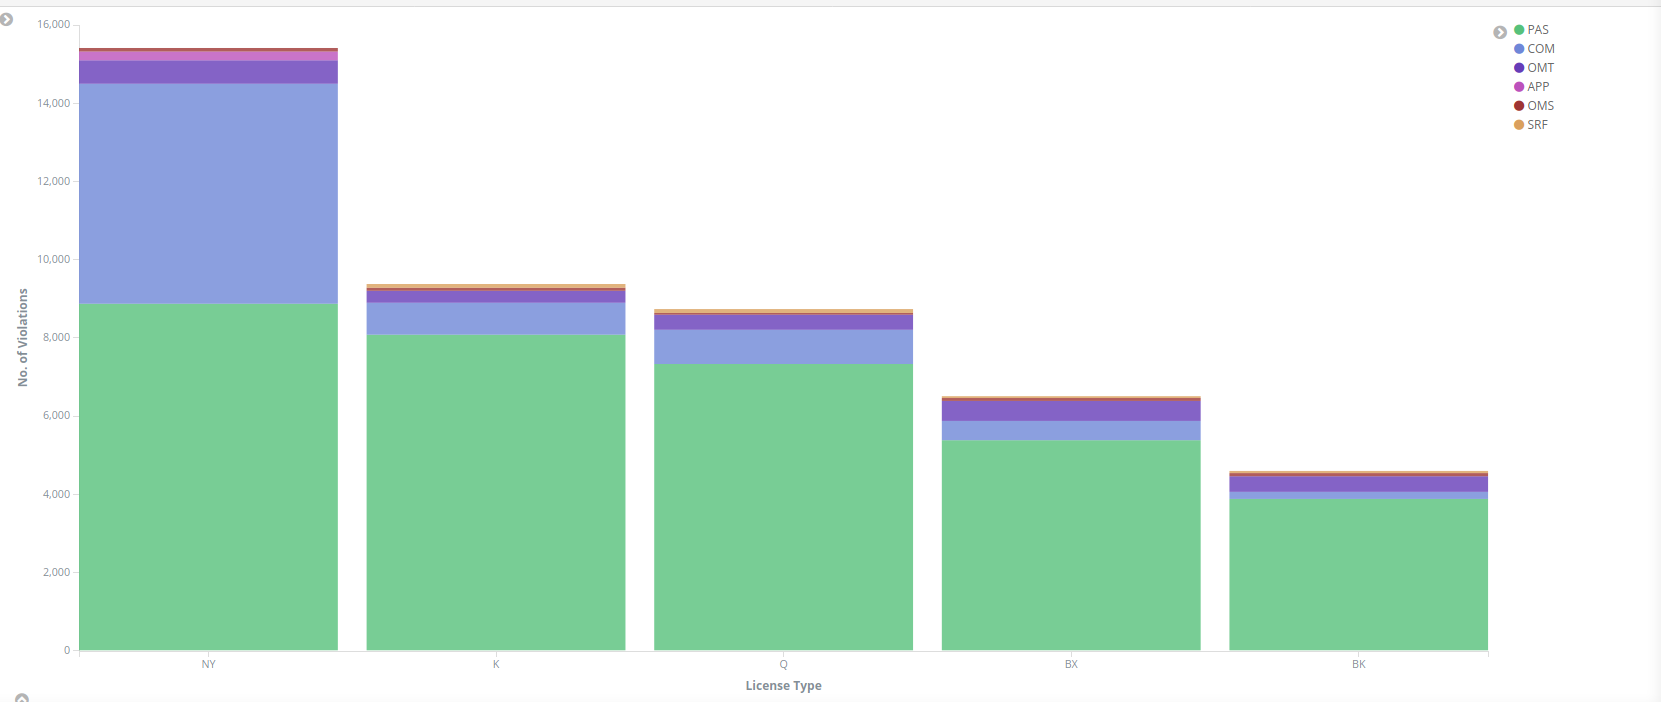 16,000
14,000
12,000
10,000
8,000
6,000
4,000
2,000
0
No. of Violations
NY K Q BX BK
License Type
PAS
COM
OMT
APP
OMS
SRF